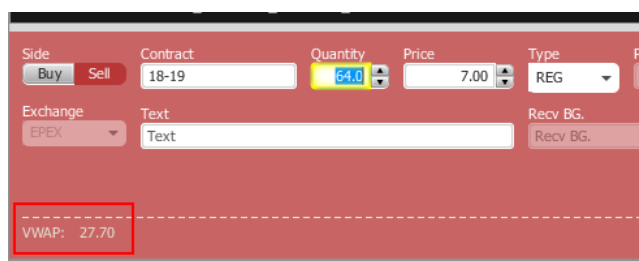 Side Contract Quantity Price Type
Buy Sell 18-19 64.0 7.00 REG
Exchange Text Recv BG.
EPEX Text Recv BG.
VWAP: 27.70